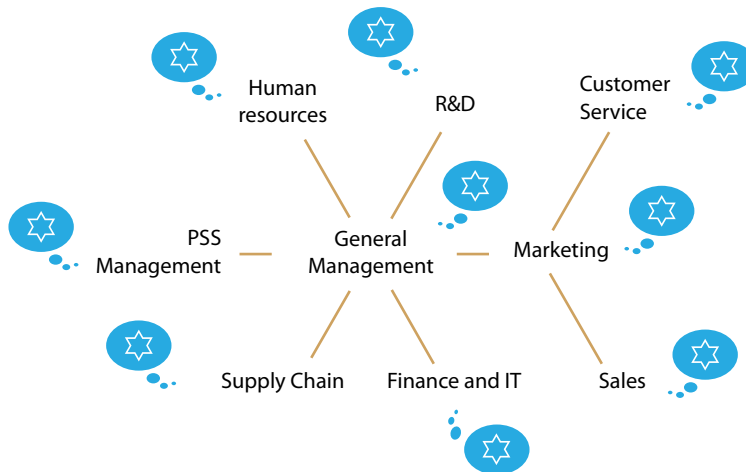 Human
resources
R&D
Customer
Service
PSS
Management
General
Management
Marketing
Supply Chain
Finance and IT
Sales